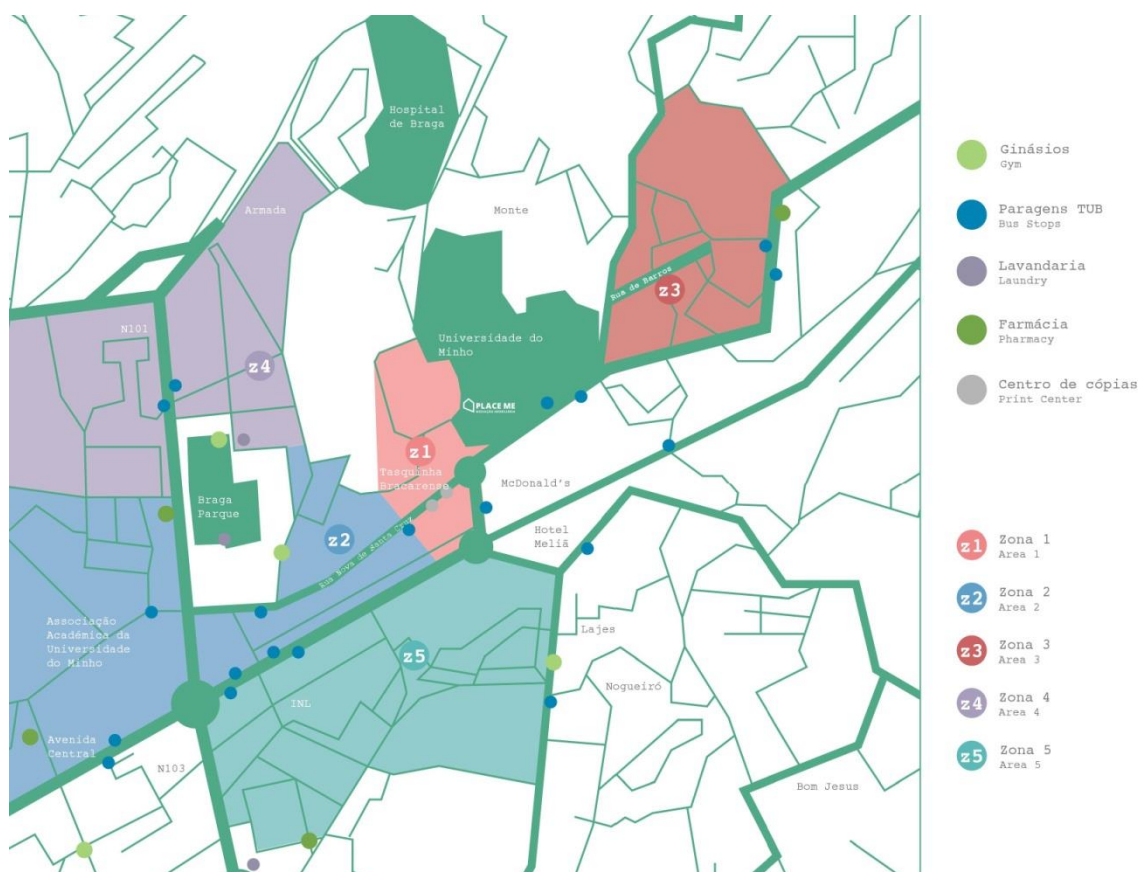 Hospital
de Braga
Armada
Monte
Rua de Barros
z3
N101
Universidade do
Minho
z4
PLACE ME
z1
Tasquinha
Bracarense
McDonald's
Braga
Parque
z2
Rua Nova de Santa Cruz
Hotel
Meliã
Associação
Académica da
Universidade
do Minho
Lajes
z5
Nogueiró
INL
Avenida
Central
N103
Bom Jesus
Ginásios
Gym
Paragens TUB
Bus Stops
Lavandaria
Laundry
Farmácia
Pharmacy
Centro de cópias
Print Center
z1 Zona 1
Area 1
z2 Zona 2
Area 2
z3 Zona 3
Area 3
z4 Zona 4
Area 4
z5 Zona 5
Area 5